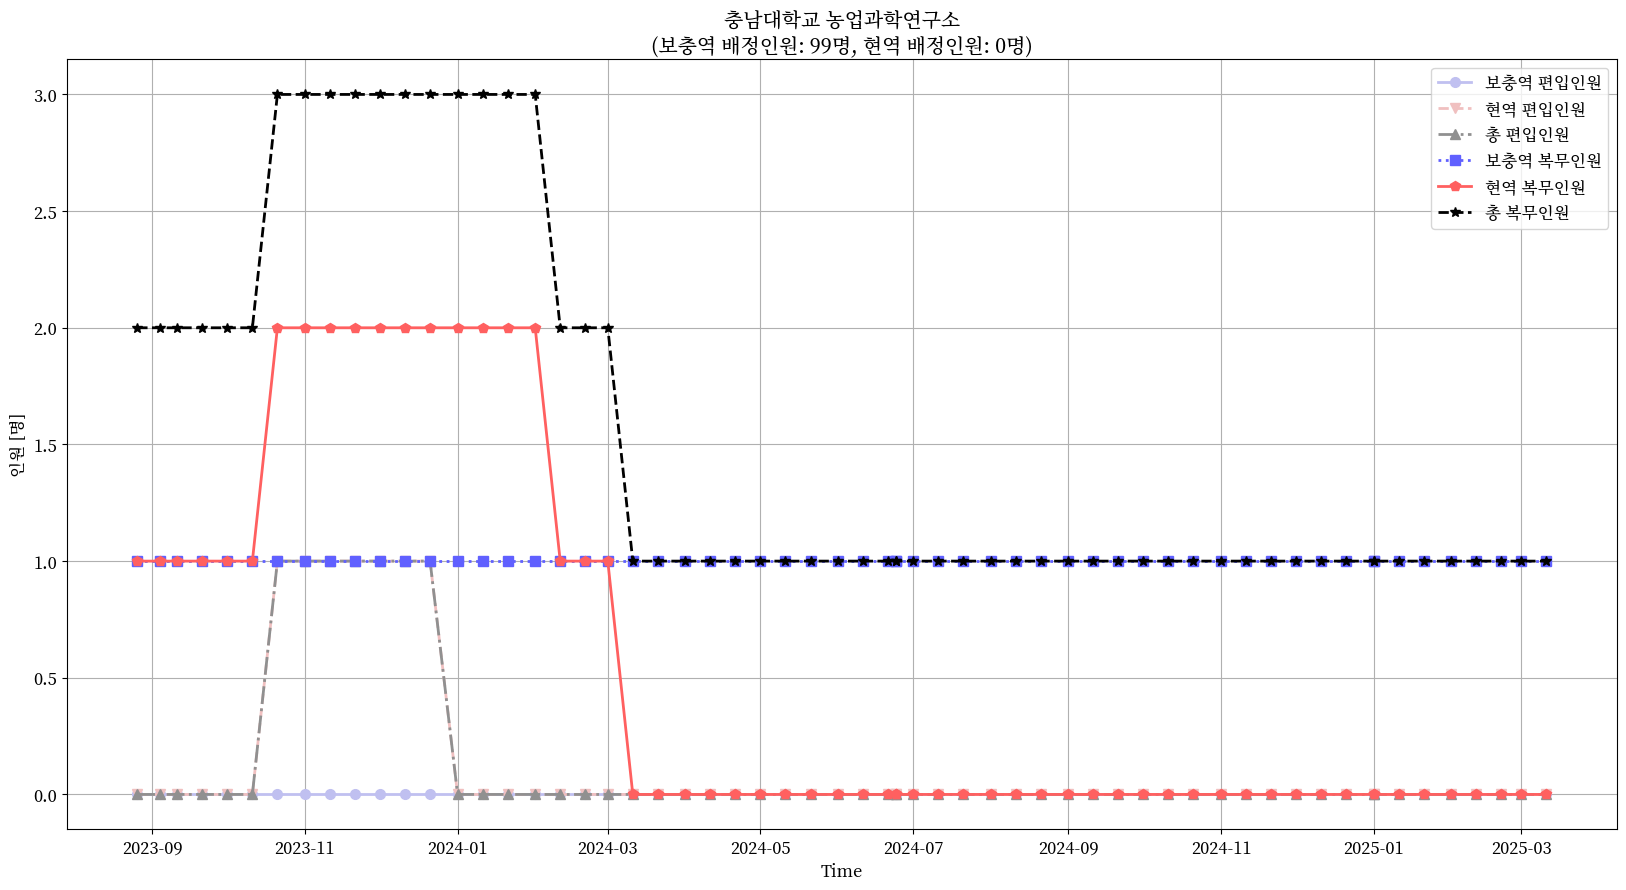 충남대학교 농업과학연구소
(보충역 배정인원: 99명, 현역 배정인원: 0명)
보충역 편입인원
현역 편입인원
총 편입인원
보충역 복무인원
현역 복무인원
총 복무인원
3.0
2.5
2.0
1.5
1.0
0.5
0.0
인원 [명]
2023-09
2023-11
2024-01
2024-03
2024-05
2024-07
2024-09
2024-11
2025-01
2025-03
Time